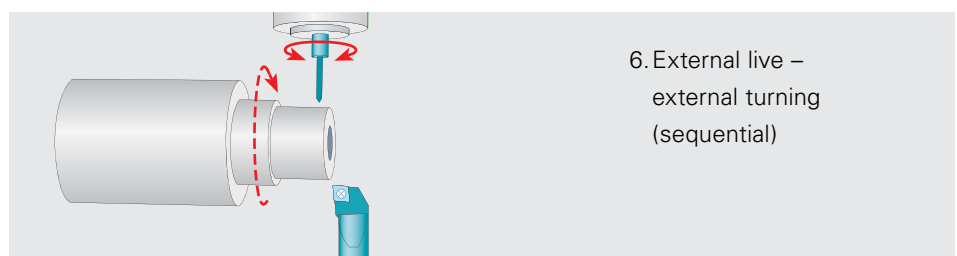 6. External live –
external turning
(sequential)